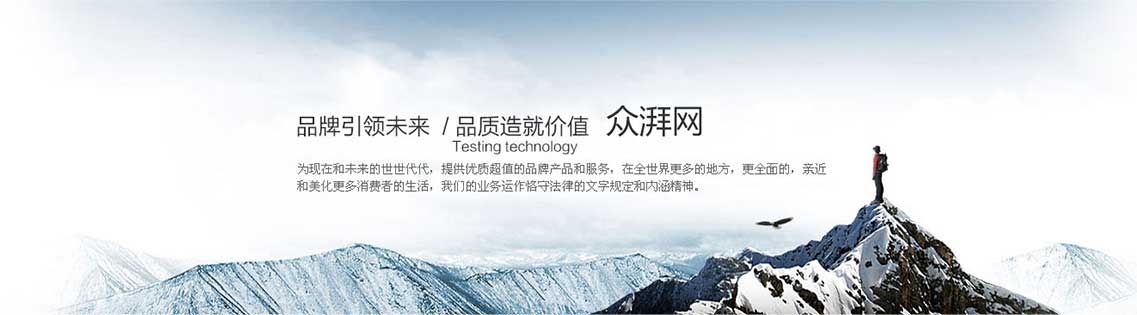 品牌引领未来 / 品质造就价值 众湃网
Testing technology
为现在和未来的世世代代，提供优质超值的品牌产品和服务，在全世界更多的地方，更全面的，亲近
和美化更多消费者的生活，我们的业务运作恪守法律的文字规定和内涵精神。